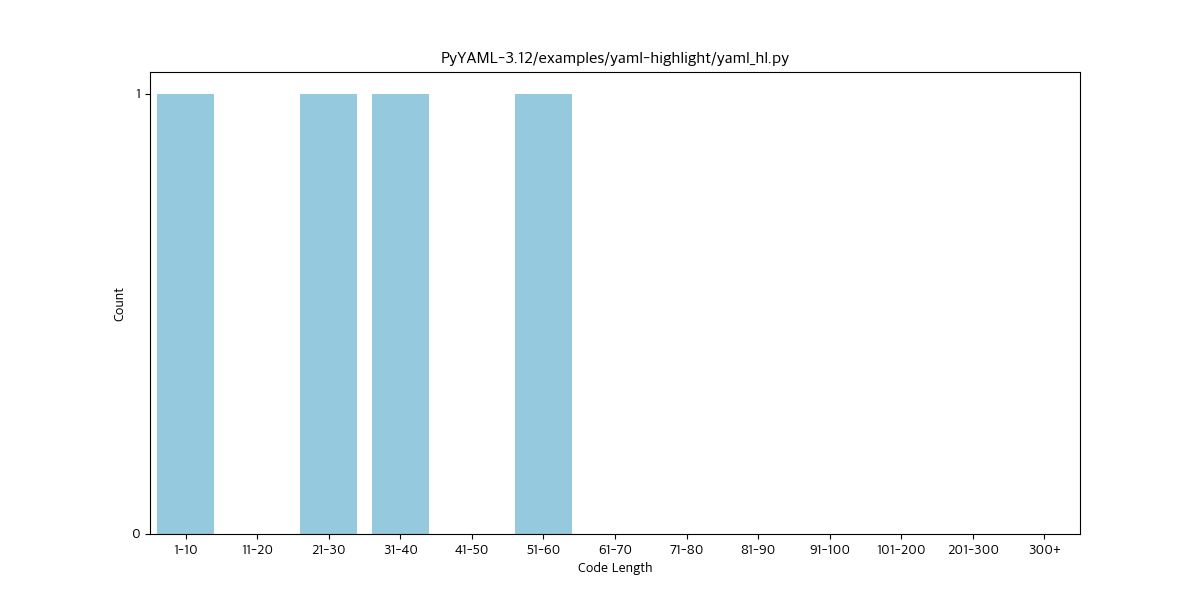 PyYAML-3.12/examples/yaml-highlight/yaml_hl.py
1
Count
0
1-10 11-20 21-30 31-40 41-50 51-60 61-70 71-80 81-90 91-100 101-200 201-300 300+
Code Length